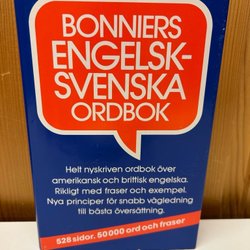 BONNIERS
ENGELSK-
SVENSKA
ORDBOK
Helt nyskriven ordbok över
amerikansk och brittisk engelska.
Rikligt med fraser och exempel.
Nya principer för snabb vägledning
till bästa översättning.
628 sidor. 50 000 ord och fraser